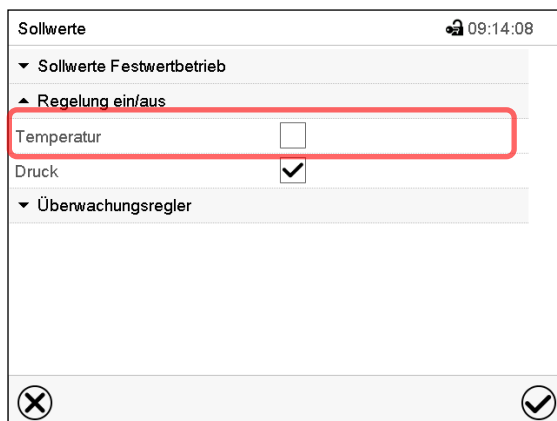 Sollwerte 09:14:08
Sollwerte Festwertbetrieb
Regelung ein/aus
Temperatur
Druck
Überwachungsregler